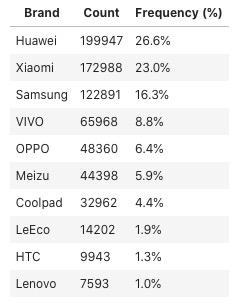 Brand Count Frequency (%)
Huawei 199947 26.6%
Xiaomi 172988 23.0%
Samsung 122891 16.3%
VIVO 65968 8.8%
OPPO 48360 6.4%
Meizu 44398 5.9%
Coolpad 32962 4.4%
LeEco 14202 1.9%
HTC 9943 1.3%
Lenovo 7593 1.0%